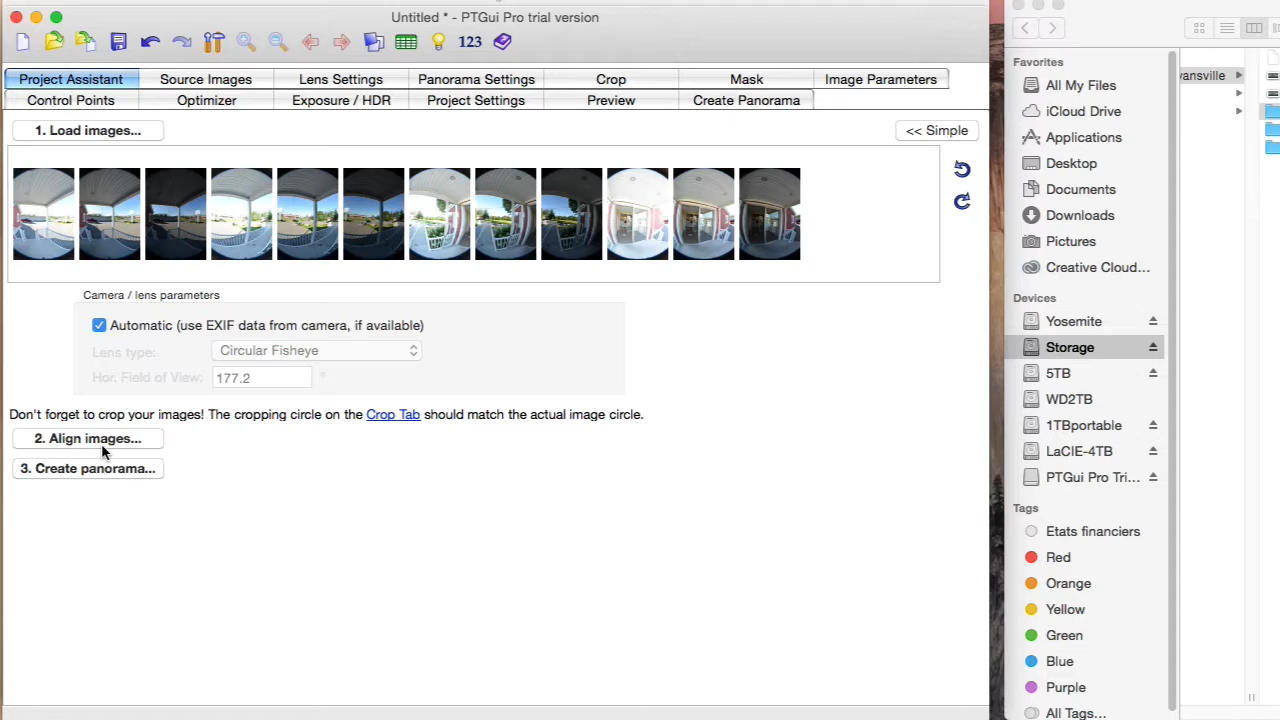 Untitled * - PTGui Pro trial version
123
Project Assistant
Source Images
Lens Settings
Panorama Settings
Crop
Mask
Image Parameters
Control Points
Optimizer
Exposure / HDR
Project Settings
Preview
Create Panorama
1. Load images...
<< Simple
Camera / lens parameters
Automatic (use EXIF data from camera, if available)
Lens type:
Circular Fisheye
Hor. Field of View:
177.2
°
Don't forget to crop your images! The cropping circle on the Crop Tab should match the actual image circle.
2. Align images...
3. Create panorama...
Favorites
All My Files
iCloud Drive
Applications
Desktop
Documents
Downloads
Pictures
Creative Cloud...
Devices
Yosemite
Storage
5TB
WD2TB
1TBportable
LaCIE-4TB
PTGui Pro Tri...
Tags
Etats financiers
Red
Orange
Yellow
Green
Blue
Purple
All Tags...
vansville